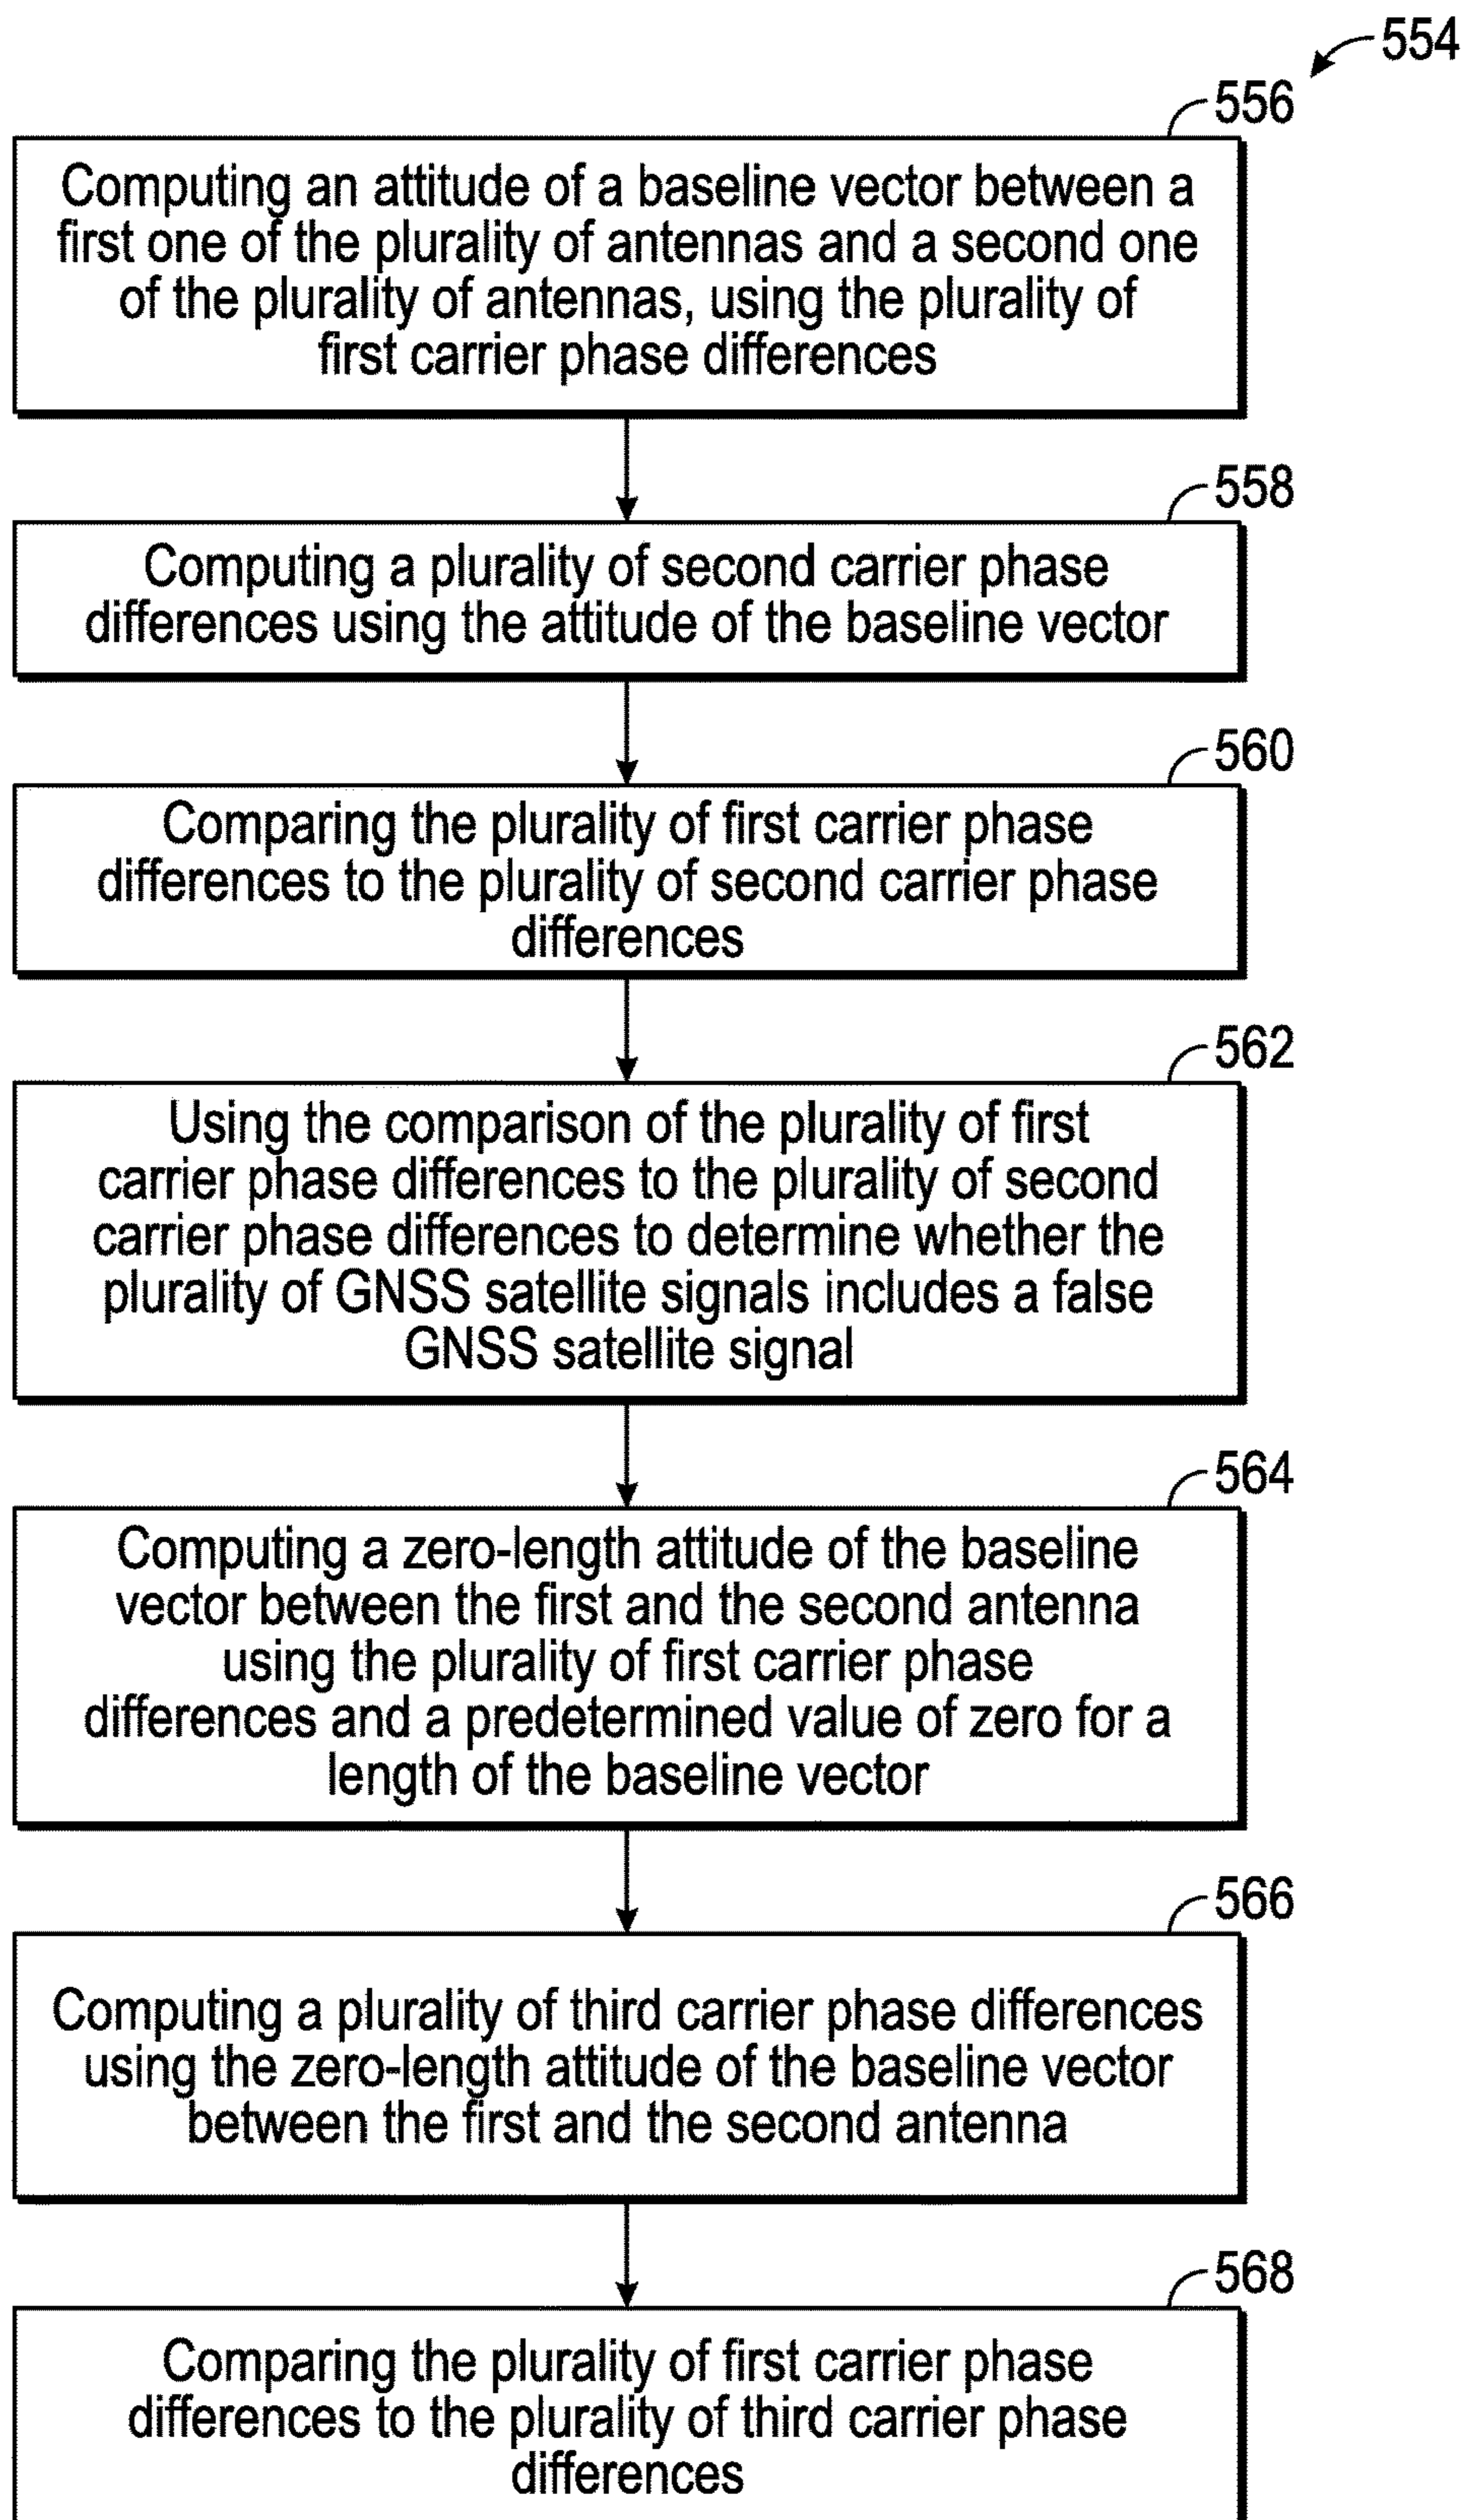 554
556
Computing an attitude of a baseline vector between a
first one of the plurality of antennas and a second one
of the plurality of antennas, using the plurality of
first carrier phase differences
558
Computing a plurality of second carrier phase
differences using the attitude of the baseline vector
560
Comparing the plurality of first carrier phase
differences to the plurality of second carrier phase
differences
562
Using the comparison of the plurality of first
carrier phase differences to the plurality of second
carrier phase differences to determine whether the
plurality of GNSS satellite signals includes a false
GNSS satellite signal
564
Computing a zero-length attitude of the baseline
vector between the first and the second antenna
using the plurality of first carrier phase
differences and a predetermined value of zero for a
length of the baseline vector
566
Computing a plurality of third carrier phase differences
using the zero-length attitude of the baseline vector
between the first and the second antenna
568
Comparing the plurality of first carrier phase
differences to the plurality of third carrier phase
differences